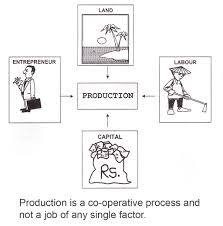 LAND
ENTREPRENEUR
LABOUR
PRODUCTION
CAPITAL
RS.
Production is a co-operative process and
not a job of any single factor.